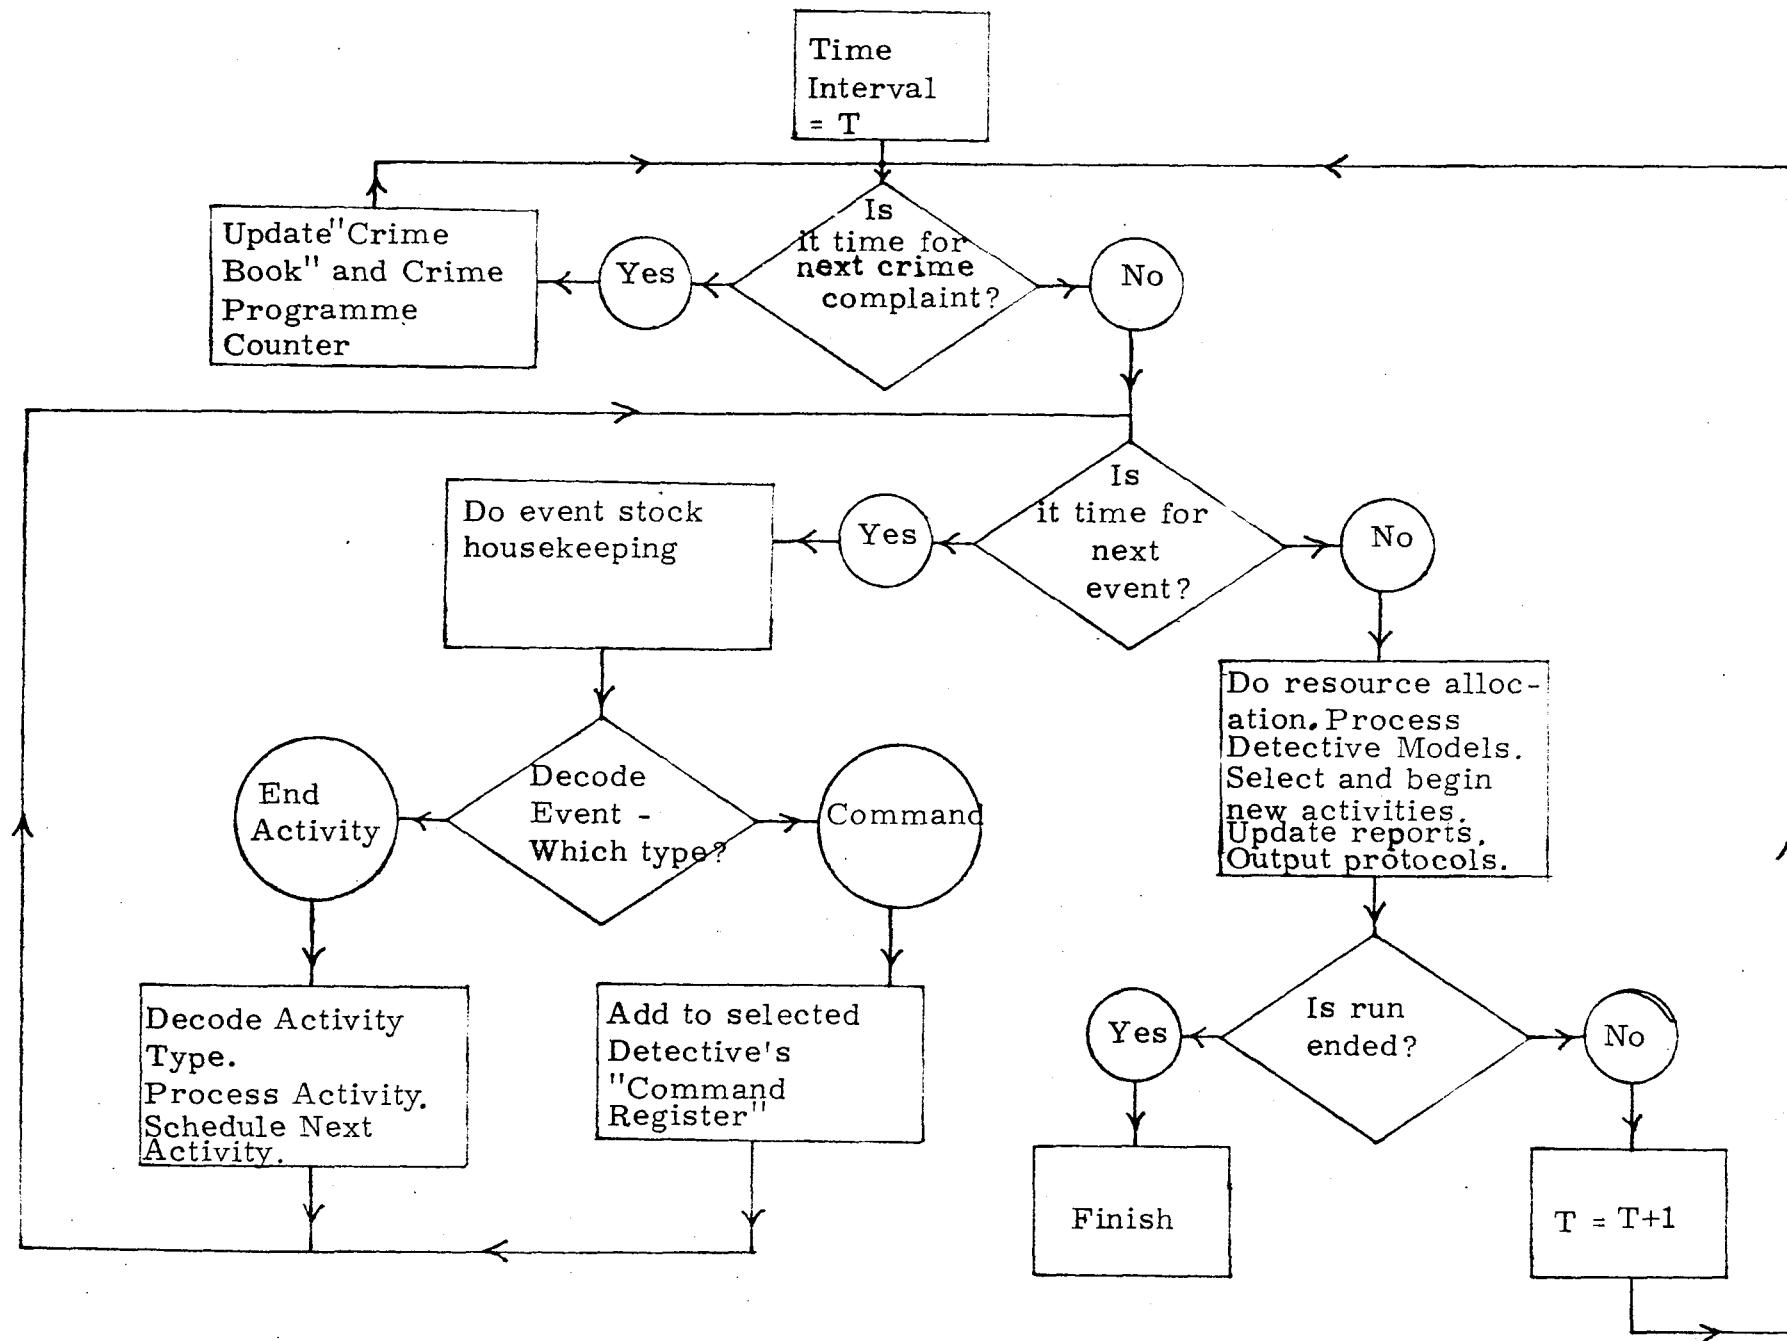 Time
Interval
= T
Update "Crime
Book" and Crime
Programme
Counter
Yes
Is
it time for
next crime
complaint?
No
Do event stock
housekeeping
Yes
Is
it time for
next
event?
No
End
Activity
Decode
Event -
Which type?
Command
Do resource alloc-
ation. Process
Detective Models.
Select and begin
new activities.
Update reports.
Output protocols.
Decode Activity
Type.
Process Activity.
Schedule Next
Activity.
Add to selected
Detective's
"Command
Register"
Yes
Is run
ended?
No
Finish
T = T+1